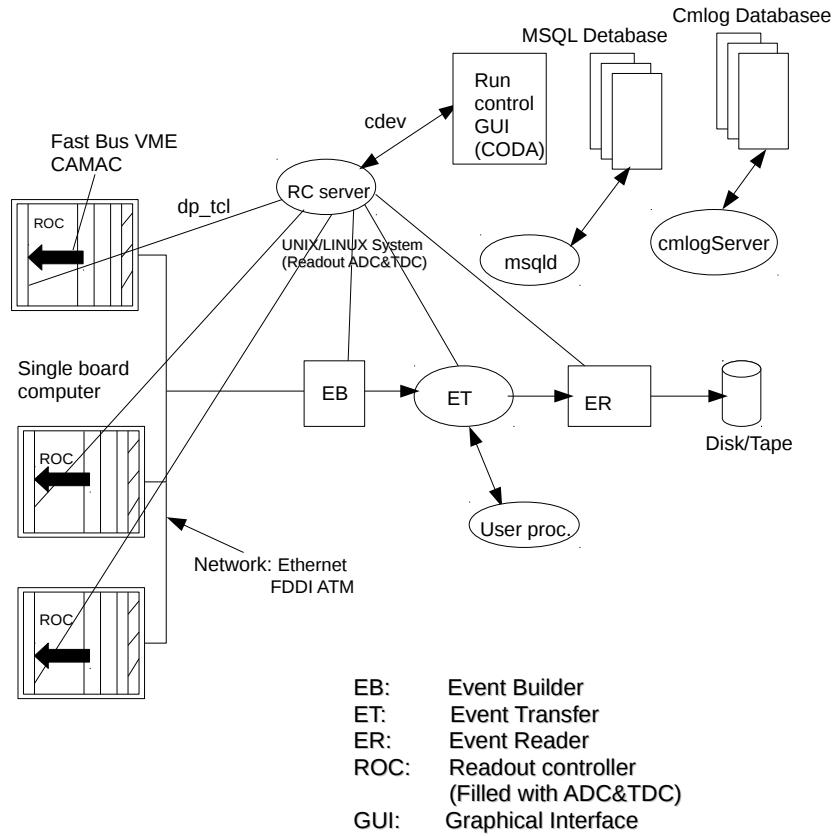 Cmlog Databasee
MSQL Detabase
Run
control
GUI
(CODA)
cdev
Fast Bus VME
CAMAC
RC server
dp_tcl
ROC
UNIX/LINUX System
(Readout ADC&TDC)
msqld
cmlogServer
Single board
computer
EB
ET
ER
Disk/Tape
ROC
User proc.
Network: Ethernet
FDDI ATM
ROC
EB: Event Builder
ET: Event Transfer
ER: Event Reader
ROC: Readout controller
(Filled with ADC&TDC)
GUI: Graphical Interface